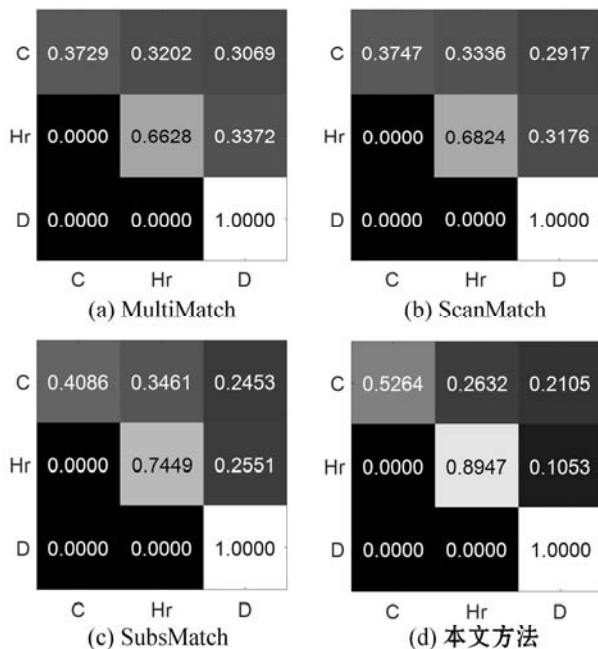 C 0.3729 0.3202 0.3069
Hr 0.0000 0.6628 0.3372
D 0.0000 0.0000 1.0000
C Hr D
(a) MultiMatch
C 0.3747 0.3336 0.2917
Hr 0.0000 0.6824 0.3176
D 0.0000 0.0000 1.0000
C Hr D
(b) ScanMatch
C 0.4086 0.3461 0.2453
Hr 0.0000 0.7449 0.2551
D 0.0000 0.0000 1.0000
C Hr D
(c) SubsMatch
C 0.5264 0.2632 0.2105
Hr 0.0000 0.8947 0.1053
D 0.0000 0.0000 1.0000
C Hr D
(d) 本文方法